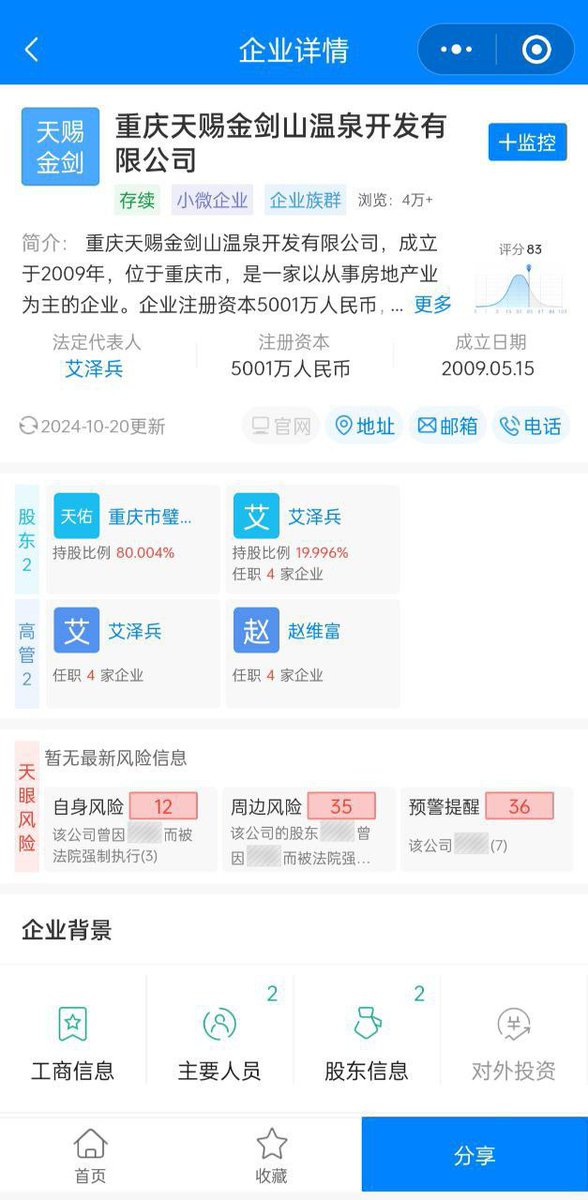 企业详情
天赐
金剑
重庆天赐金剑山温泉开发有
限公司
十监控
存续 小微企业 企业族群 浏览：4万+
简介： 重庆天赐金剑山温泉开发有限公司，成立
于2009年，位于重庆市，是一家以从事房地产业
为主的企业。企业注册资本5001万人民币，... 更多
评分83
法定代表人 注册资本 成立日期
艾泽兵 5001万人民币 2009.05.15
2024-10-20更新 官网 地址 邮箱 电话
股东2
天佑 重庆市璧...
持股比例 80.004%
艾 艾泽兵
持股比例 19.996%
任职 4 家企业
高管2
艾 艾泽兵
任职 4 家企业
赵 赵维富
任职 4 家企业
天眼风险
暂无最新风险信息
自身风险 12
该公司曾因 而被
法院强制执行(3)
周边风险 35
该公司的股东 曾
因 而被法院强...
预警提醒 36
该公司 (7)
企业背景
2 2
工商信息 主要人员 股东信息 对外投资
首页 收藏 分享